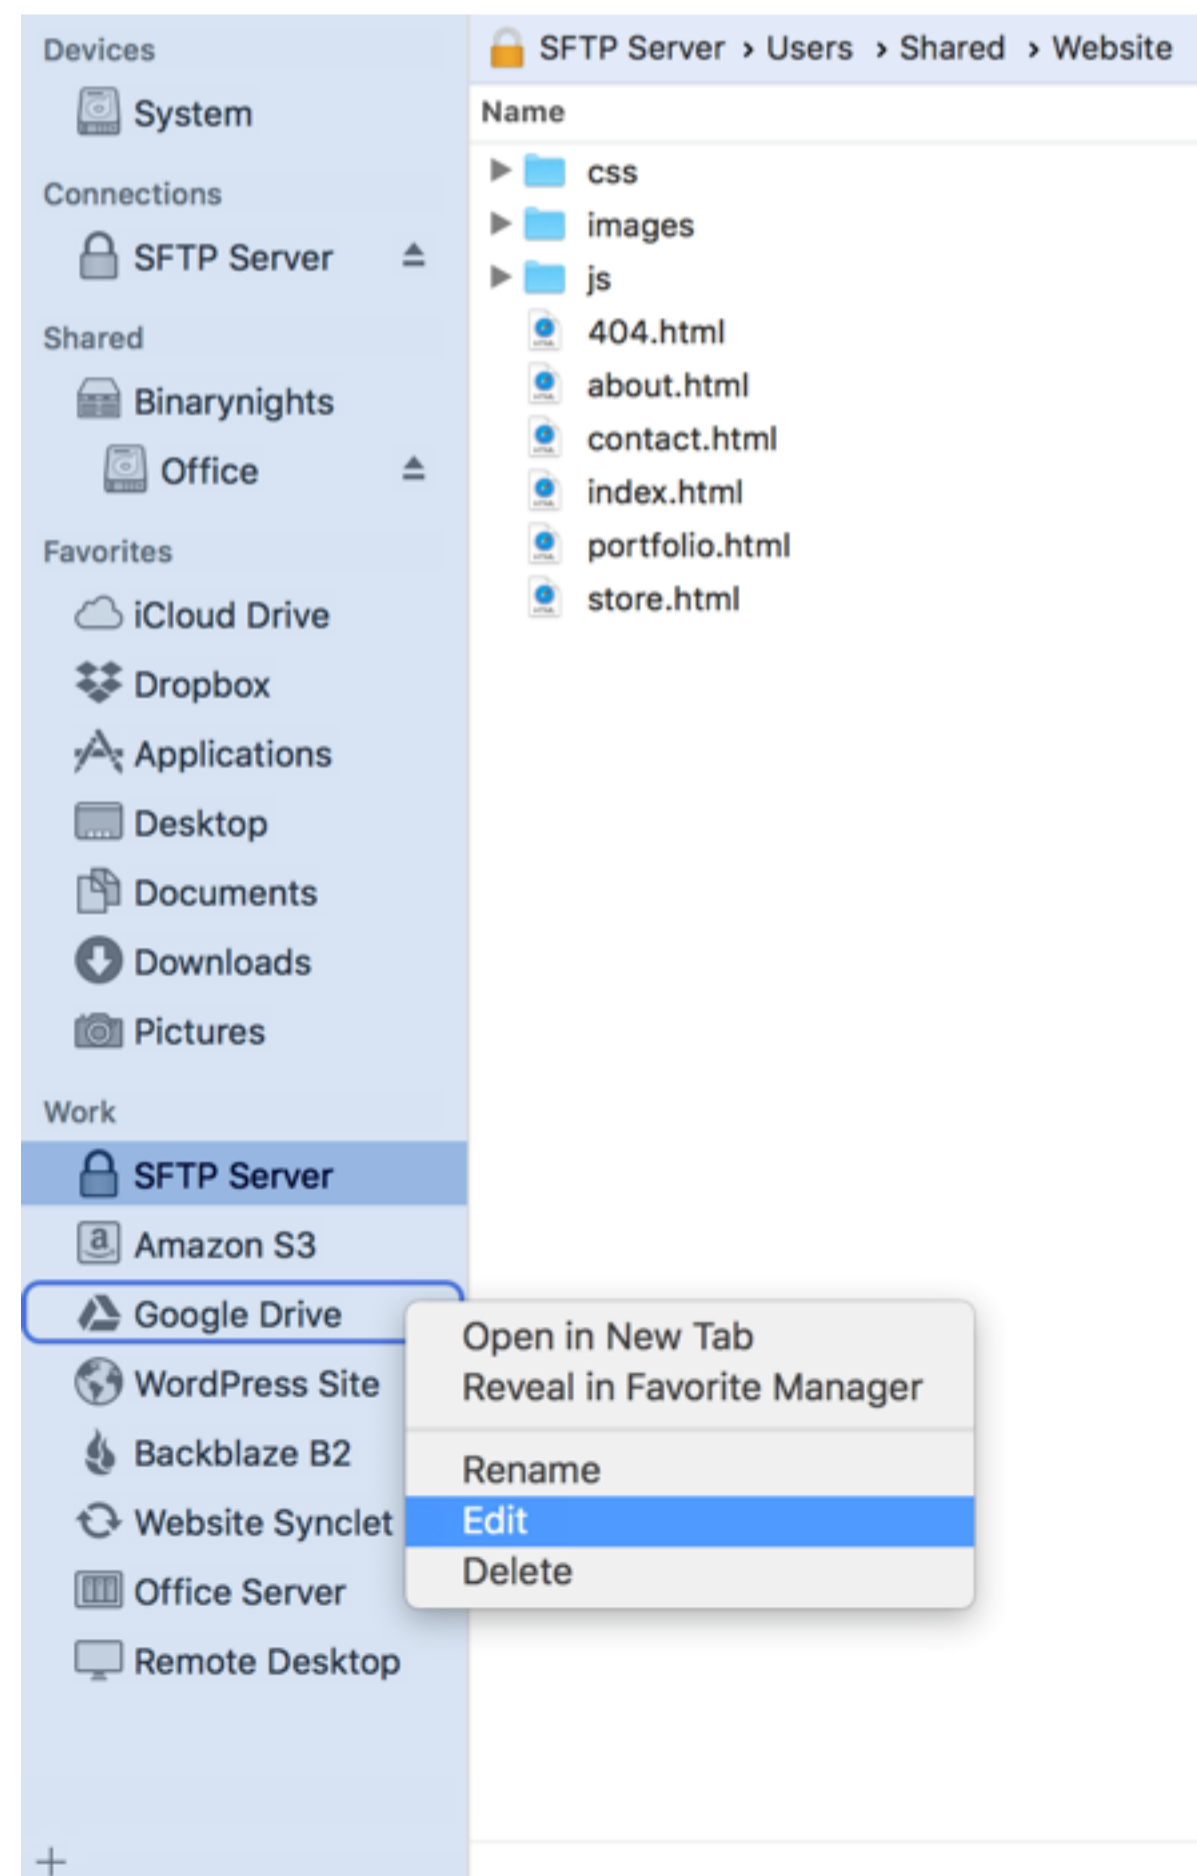 Devices
System
Connections
SFTP Server
Shared
Binarynights
Office
Favorites
iCloud Drive
Dropbox
Applications
Desktop
Documents
Downloads
Pictures
Work
SFTP Server
Amazon S3
Google Drive
WordPress Site
Backblaze B2
Website Synclet
Office Server
Remote Desktop
+
SFTP Server › Users › Shared › Website
Name
css
images
js
404.html
about.html
contact.html
index.html
portfolio.html
store.html
Open in New Tab
Reveal in Favorite Manager
Rename
Edit
Delete